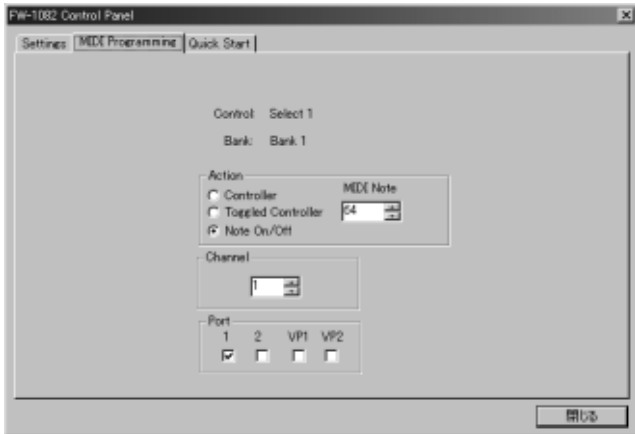 FW-1082 Control Panel
Settings MIDI Programming Quick Start
Control: Select 1
Bank: Bank 1
Action
Controller
Toggled Controller
Note On/Off
MIDI Note
64
Channel
1
Port
1 2 VP1 VP2
閉じる